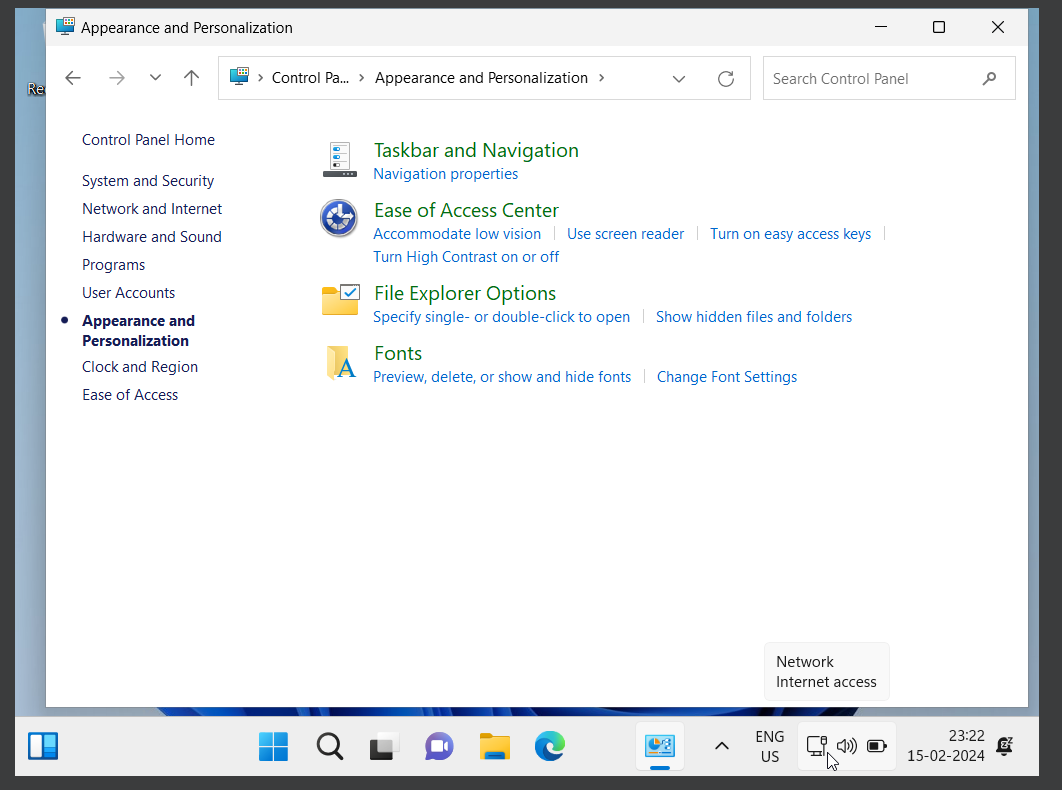 Appearance and Personalization
Control Pa... Appearance and Personalization
Search Control Panel
Re
Control Panel Home
System and Security
Network and Internet
Hardware and Sound
Programs
User Accounts
Appearance and
Personalization
Clock and Region
Ease of Access
Taskbar and Navigation
Navigation properties
Ease of Access Center
Accommodate low vision
Use screen reader
Turn on easy access keys
Turn High Contrast on or off
File Explorer Options
Specify single- or double-click to open
Show hidden files and folders
Fonts
Preview, delete, or show and hide fonts
Change Font Settings
Network
Internet access
ENG
US
23:22
15-02-2024